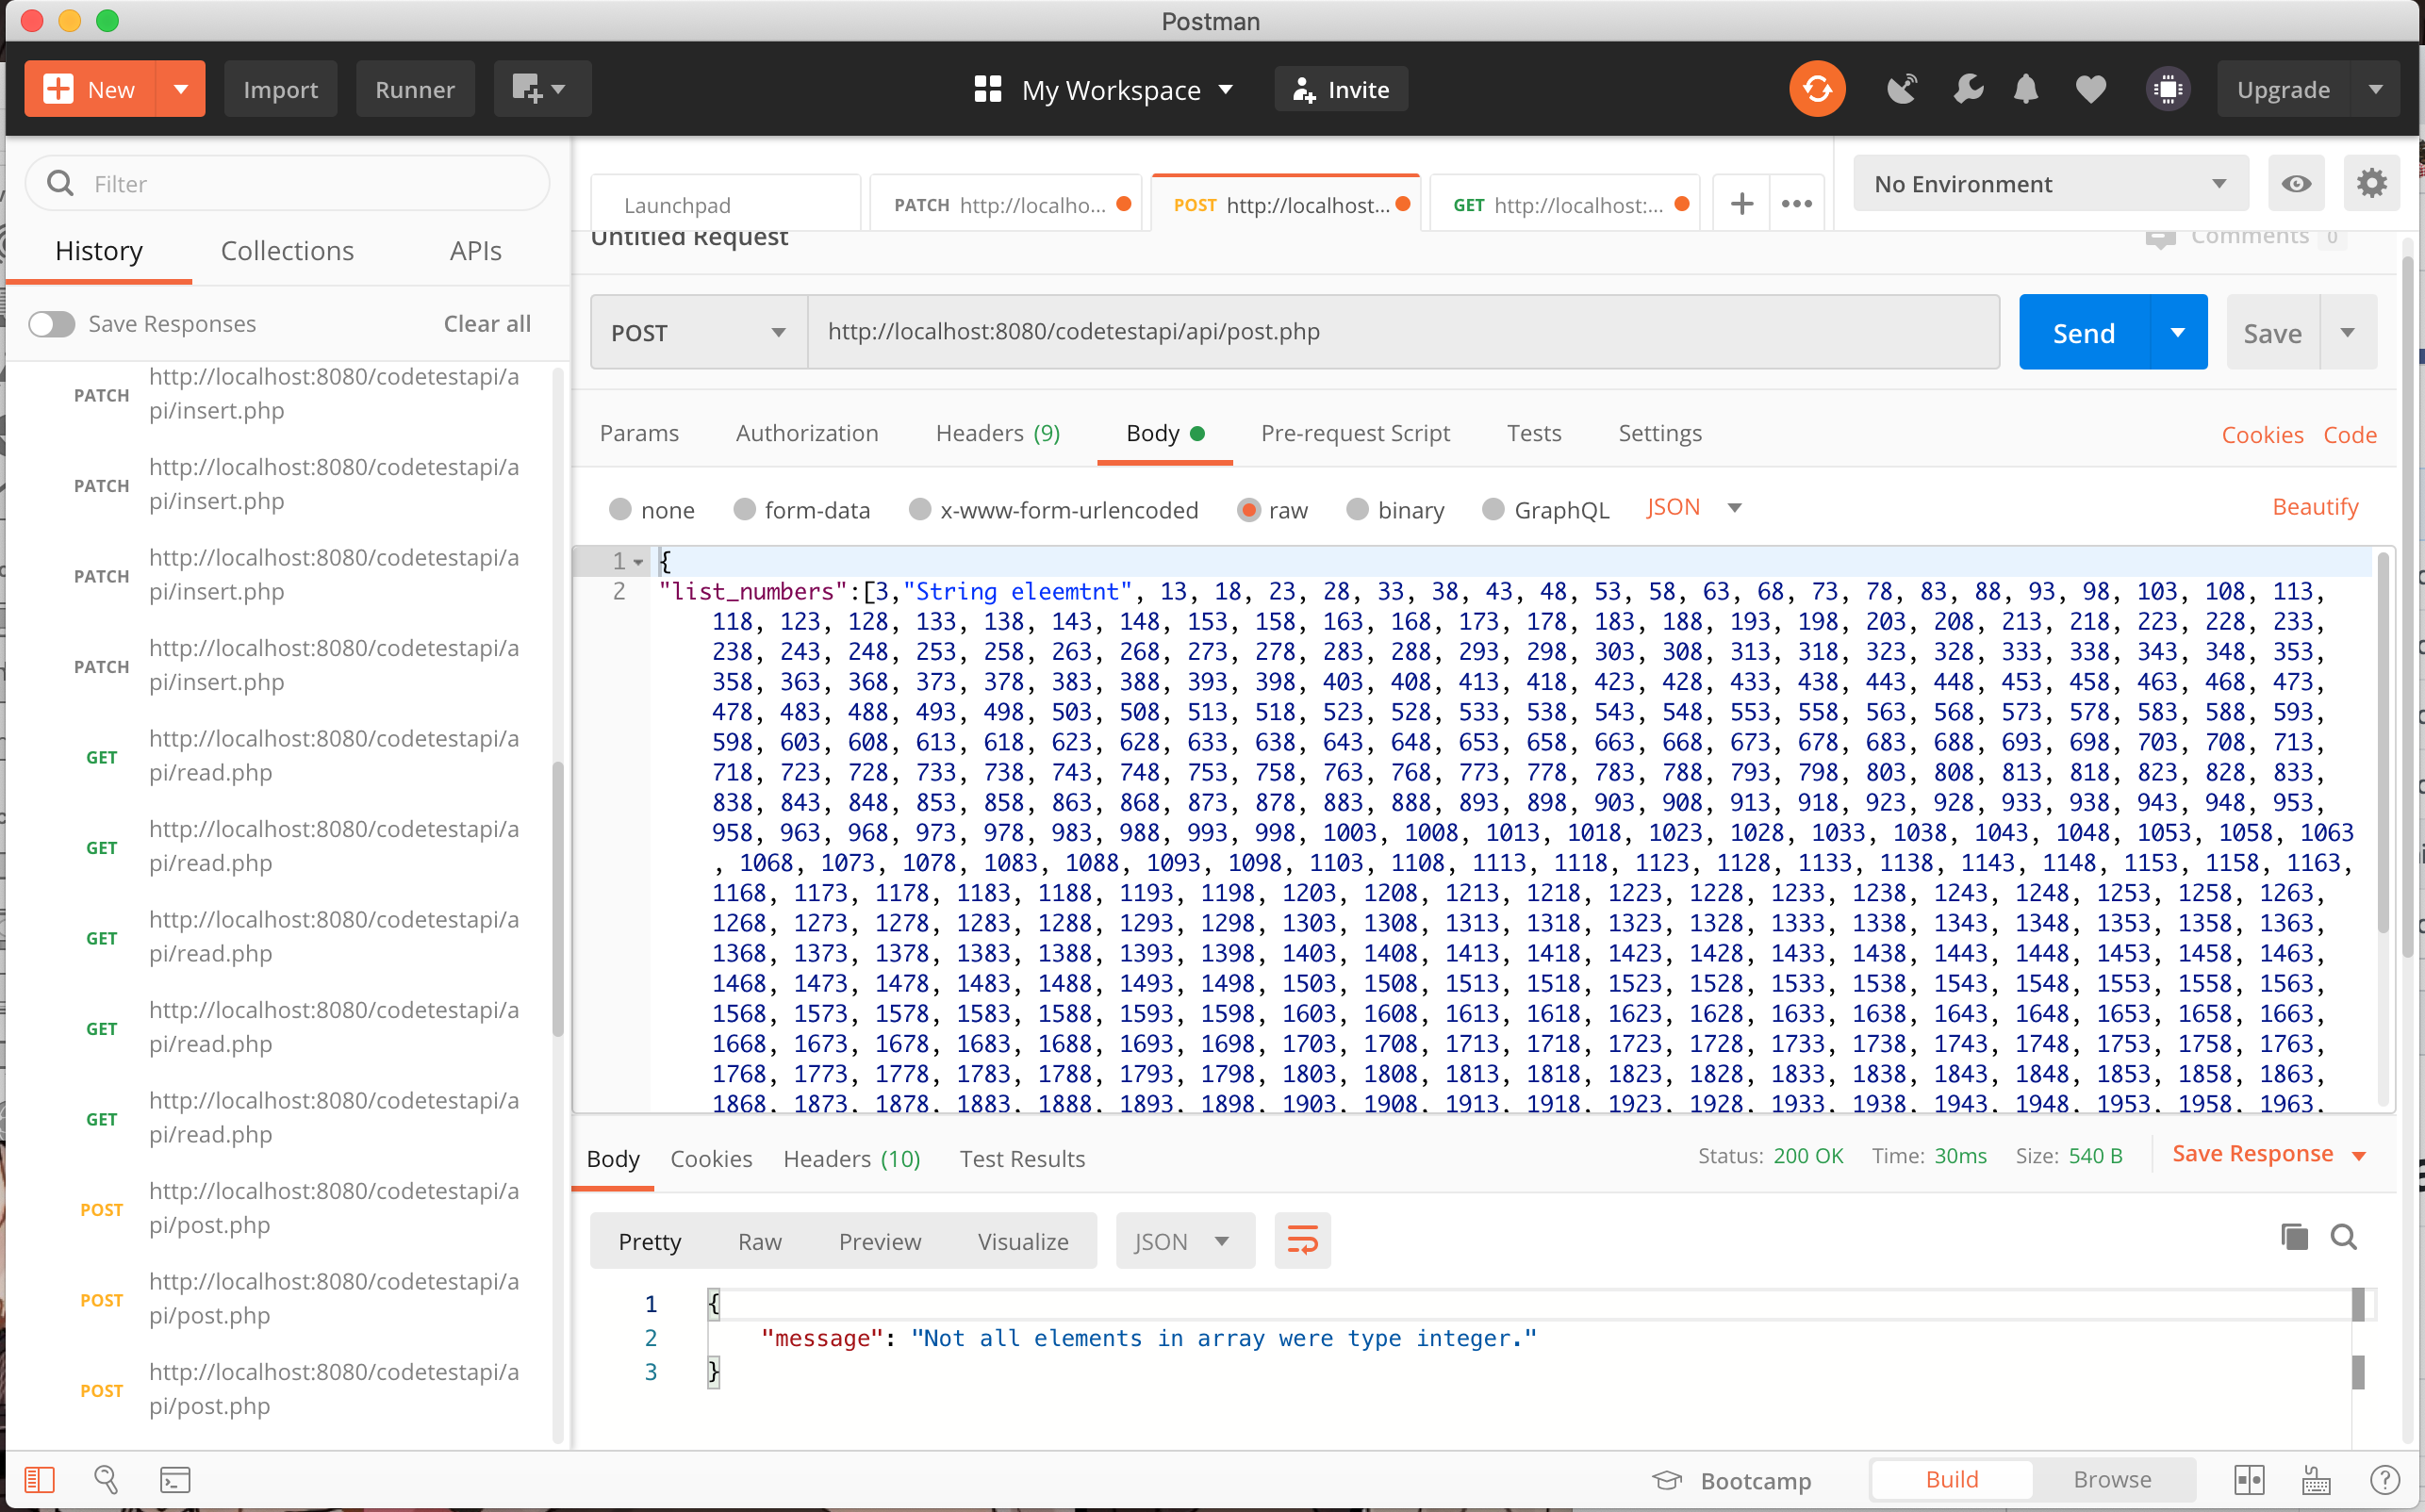 Postman
New
Import
Runner
My Workspace
Invite
Upgrade
Filter
History
Collections
APIs
Save Responses
Clear all
PATCH
http://localhost:8080/codetestapi/a
pi/insert.php
PATCH
http://localhost:8080/codetestapi/a
pi/insert.php
PATCH
http://localhost:8080/codetestapi/a
pi/insert.php
PATCH
http://localhost:8080/codetestapi/a
pi/insert.php
GET
http://localhost:8080/codetestapi/a
pi/read.php
GET
http://localhost:8080/codetestapi/a
pi/read.php
GET
http://localhost:8080/codetestapi/a
pi/read.php
GET
http://localhost:8080/codetestapi/a
pi/read.php
GET
http://localhost:8080/codetestapi/a
pi/read.php
POST
http://localhost:8080/codetestapi/a
pi/post.php
POST
http://localhost:8080/codetestapi/a
pi/post.php
POST
http://localhost:8080/codetestapi/a
pi/post.php
Launchpad
PATCH http://localho...
POST http://localhost...
GET http://localhost:...
No Environment
Untitled Request
Comments 0
POST
http://localhost:8080/codetestapi/api/post.php
Send
Save
Params
Authorization
Headers (9)
Body
Pre-request Script
Tests
Settings
Cookies
Code
none
form-data
x-www-form-urlencoded
raw
binary
GraphQL
JSON
Beautify
1 {
2 "list_numbers":[3,"String eleemtnt", 13, 18, 23, 28, 33, 38, 43, 48, 53, 58, 63, 68, 73, 78, 83, 88, 93, 98, 103, 108, 113,
118, 123, 128, 133, 138, 143, 148, 153, 158, 163, 168, 173, 178, 183, 188, 193, 198, 203, 208, 213, 218, 223, 228, 233,
238, 243, 248, 253, 258, 263, 268, 273, 278, 283, 288, 293, 298, 303, 308, 313, 318, 323, 328, 333, 338, 343, 348, 353,
358, 363, 368, 373, 378, 383, 388, 393, 398, 403, 408, 413, 418, 423, 428, 433, 438, 443, 448, 453, 458, 463, 468, 473,
478, 483, 488, 493, 498, 503, 508, 513, 518, 523, 528, 533, 538, 543, 548, 553, 558, 563, 568, 573, 578, 583, 588, 593,
598, 603, 608, 613, 618, 623, 628, 633, 638, 643, 648, 653, 658, 663, 668, 673, 678, 683, 688, 693, 698, 703, 708, 713,
718, 723, 728, 733, 738, 743, 748, 753, 758, 763, 768, 773, 778, 783, 788, 793, 798, 803, 808, 813, 818, 823, 828, 833,
838, 843, 848, 853, 858, 863, 868, 873, 878, 883, 888, 893, 898, 903, 908, 913, 918, 923, 928, 933, 938, 943, 948, 953,
958, 963, 968, 973, 978, 983, 988, 993, 998, 1003, 1008, 1013, 1018, 1023, 1028, 1033, 1038, 1043, 1048, 1053, 1058, 1063
, 1068, 1073, 1078, 1083, 1088, 1093, 1098, 1103, 1108, 1113, 1118, 1123, 1128, 1133, 1138, 1143, 1148, 1153, 1158, 1163,
1168, 1173, 1178, 1183, 1188, 1193, 1198, 1203, 1208, 1213, 1218, 1223, 1228, 1233, 1238, 1243, 1248, 1253, 1258, 1263,
1268, 1273, 1278, 1283, 1288, 1293, 1298, 1303, 1308, 1313, 1318, 1323, 1328, 1333, 1338, 1343, 1348, 1353, 1358, 1363,
1368, 1373, 1378, 1383, 1388, 1393, 1398, 1403, 1408, 1413, 1418, 1423, 1428, 1433, 1438, 1443, 1448, 1453, 1458, 1463,
1468, 1473, 1478, 1483, 1488, 1493, 1498, 1503, 1508, 1513, 1518, 1523, 1528, 1533, 1538, 1543, 1548, 1553, 1558, 1563,
1568, 1573, 1578, 1583, 1588, 1593, 1598, 1603, 1608, 1613, 1618, 1623, 1628, 1633, 1638, 1643, 1648, 1653, 1658, 1663,
1668, 1673, 1678, 1683, 1688, 1693, 1698, 1703, 1708, 1713, 1718, 1723, 1728, 1733, 1738, 1743, 1748, 1753, 1758, 1763,
1768, 1773, 1778, 1783, 1788, 1793, 1798, 1803, 1808, 1813, 1818, 1823, 1828, 1833, 1838, 1843, 1848, 1853, 1858, 1863,
1868, 1873, 1878, 1883, 1888, 1893, 1898, 1903, 1908, 1913, 1918, 1923, 1928, 1933, 1938, 1943, 1948, 1953, 1958, 1963,
Body
Cookies
Headers (10)
Test Results
Status: 200 OK
Time: 30ms
Size: 540 B
Save Response
Pretty
Raw
Preview
Visualize
JSON
1 {
2 "message": "Not all elements in array were type integer."
3 }
Bootcamp
Build
Browse